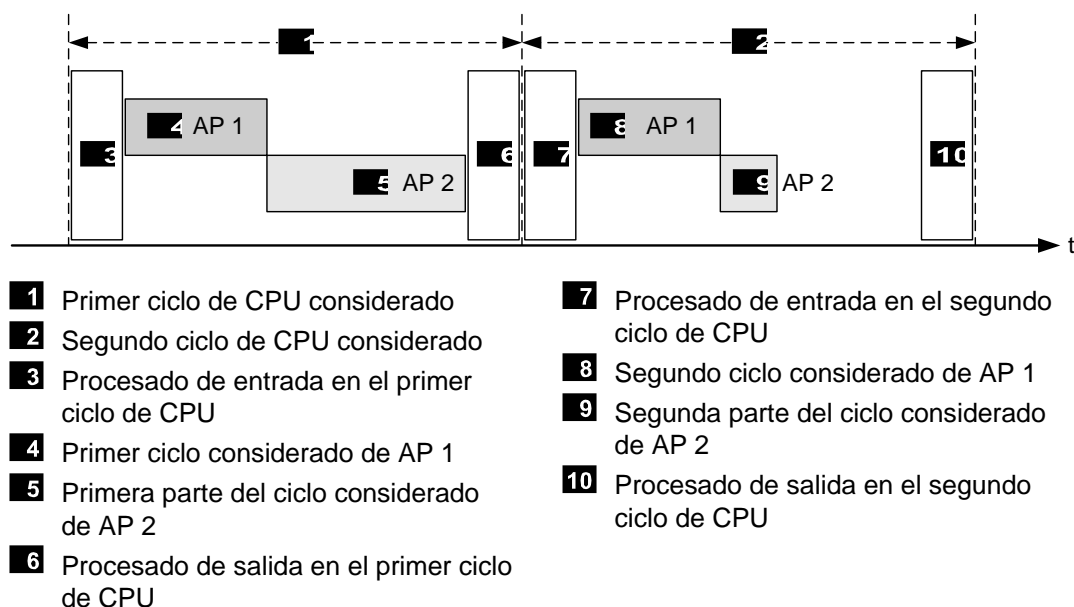 1
2
3
4 AP 1
5 AP 2
6
7
8 AP 1
9 AP 2
10
t
1 Primer ciclo de CPU considerado
2 Segundo ciclo de CPU considerado
3 Procesado de entrada en el primer
ciclo de CPU
4 Primer ciclo considerado de AP 1
5 Primera parte del ciclo considerado
de AP 2
6 Procesado de salida en el primer ciclo
de CPU
7 Procesado de entrada en el segundo
ciclo de CPU
8 Segundo ciclo considerado de AP 1
9 Segunda parte del ciclo considerado
de AP 2
10 Procesado de salida en el segundo
ciclo de CPU